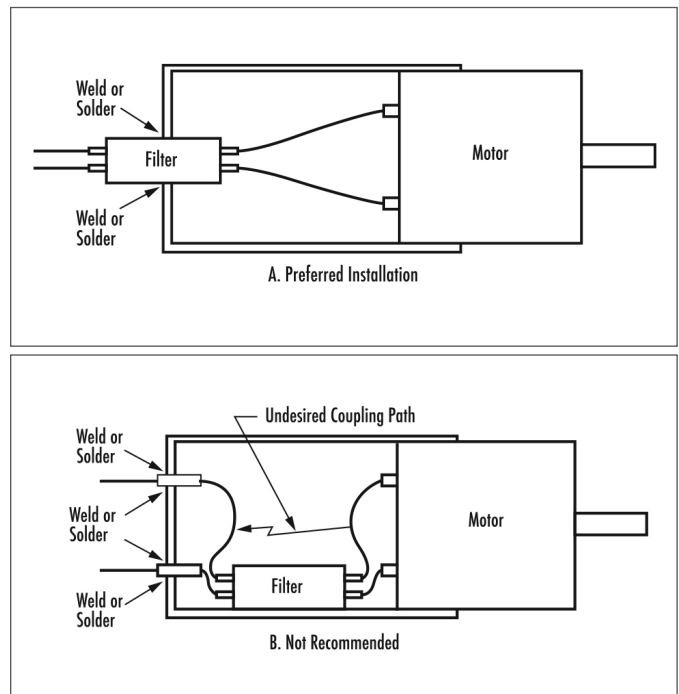 Weld or
Solder
Filter
Motor
Weld or
Solder
A. Preferred Installation
Undesired Coupling Path
Weld or
Solder
Weld or
Solder
Motor
Filter
Weld or
Solder
B. Not Recommended